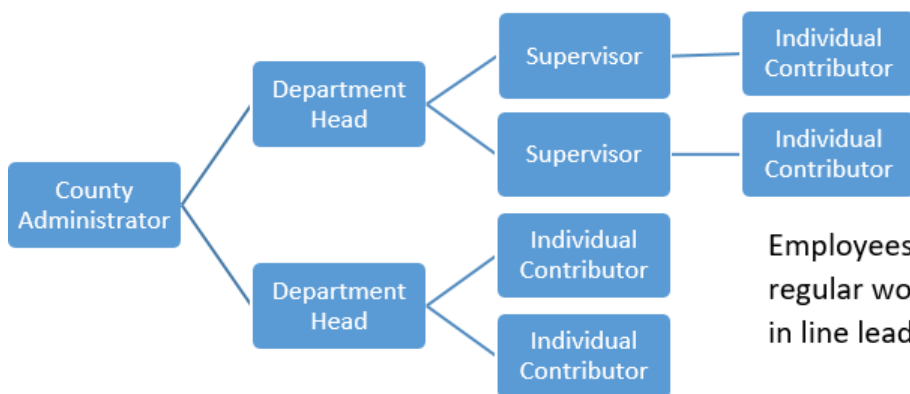 County
Administrator
Department
Head
Supervisor
Individual
Contributor
Supervisor
Individual
Contributor
Department
Head
Individual
Contributor
Individual
Contributor
Employees
regular
in line